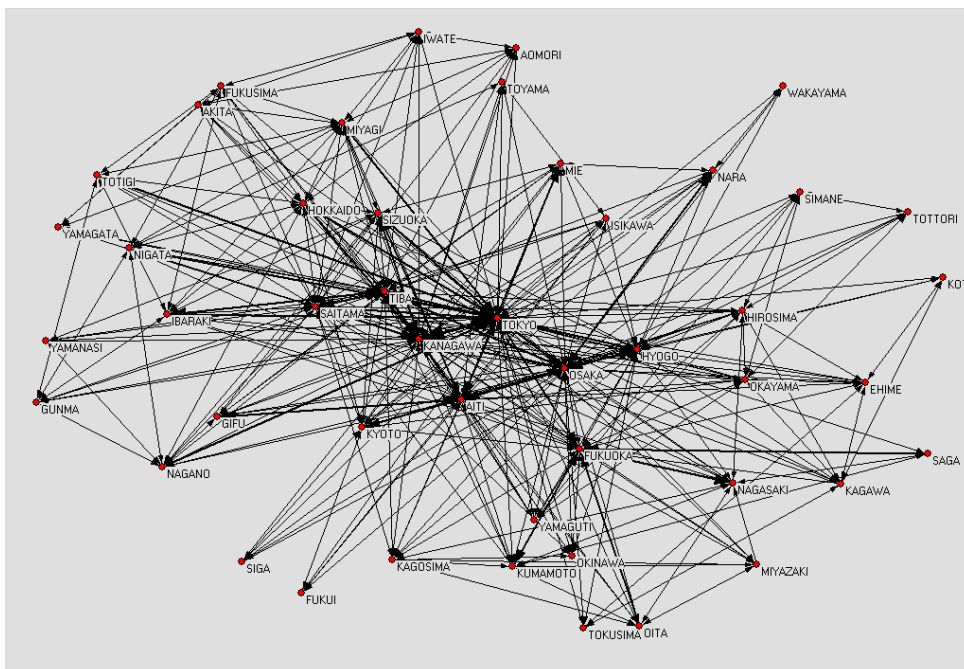 IWATE
AOMORI
TOYAMA
FUKUSIMA
WAKAYAMA
AKITA
MIYAGI
MIE
NARA
TOTIGI
SIMANE
HOKKAIDO
SIZUOKA
TOTTORI
ISIKAWA
YAMAGATA
NIGATA
KOT
TIBA
SAITAMA
IBARAKI
TOKYO
HIROSIMA
YAMANASI
KANAGAWA
HYOGO
OSAKA
OKAYAMA
EHIME
GUNMA
AITI
GIFU
KYOTO
FUKUOKA
SAGA
NAGANO
NAGASAKI
KAGAWA
YAMAGUTI
SIGA
KAGOSIMA
OKINAWA
KUMAMOTO
MIYAZAKI
FUKUI
TOKUSIMA
OITA